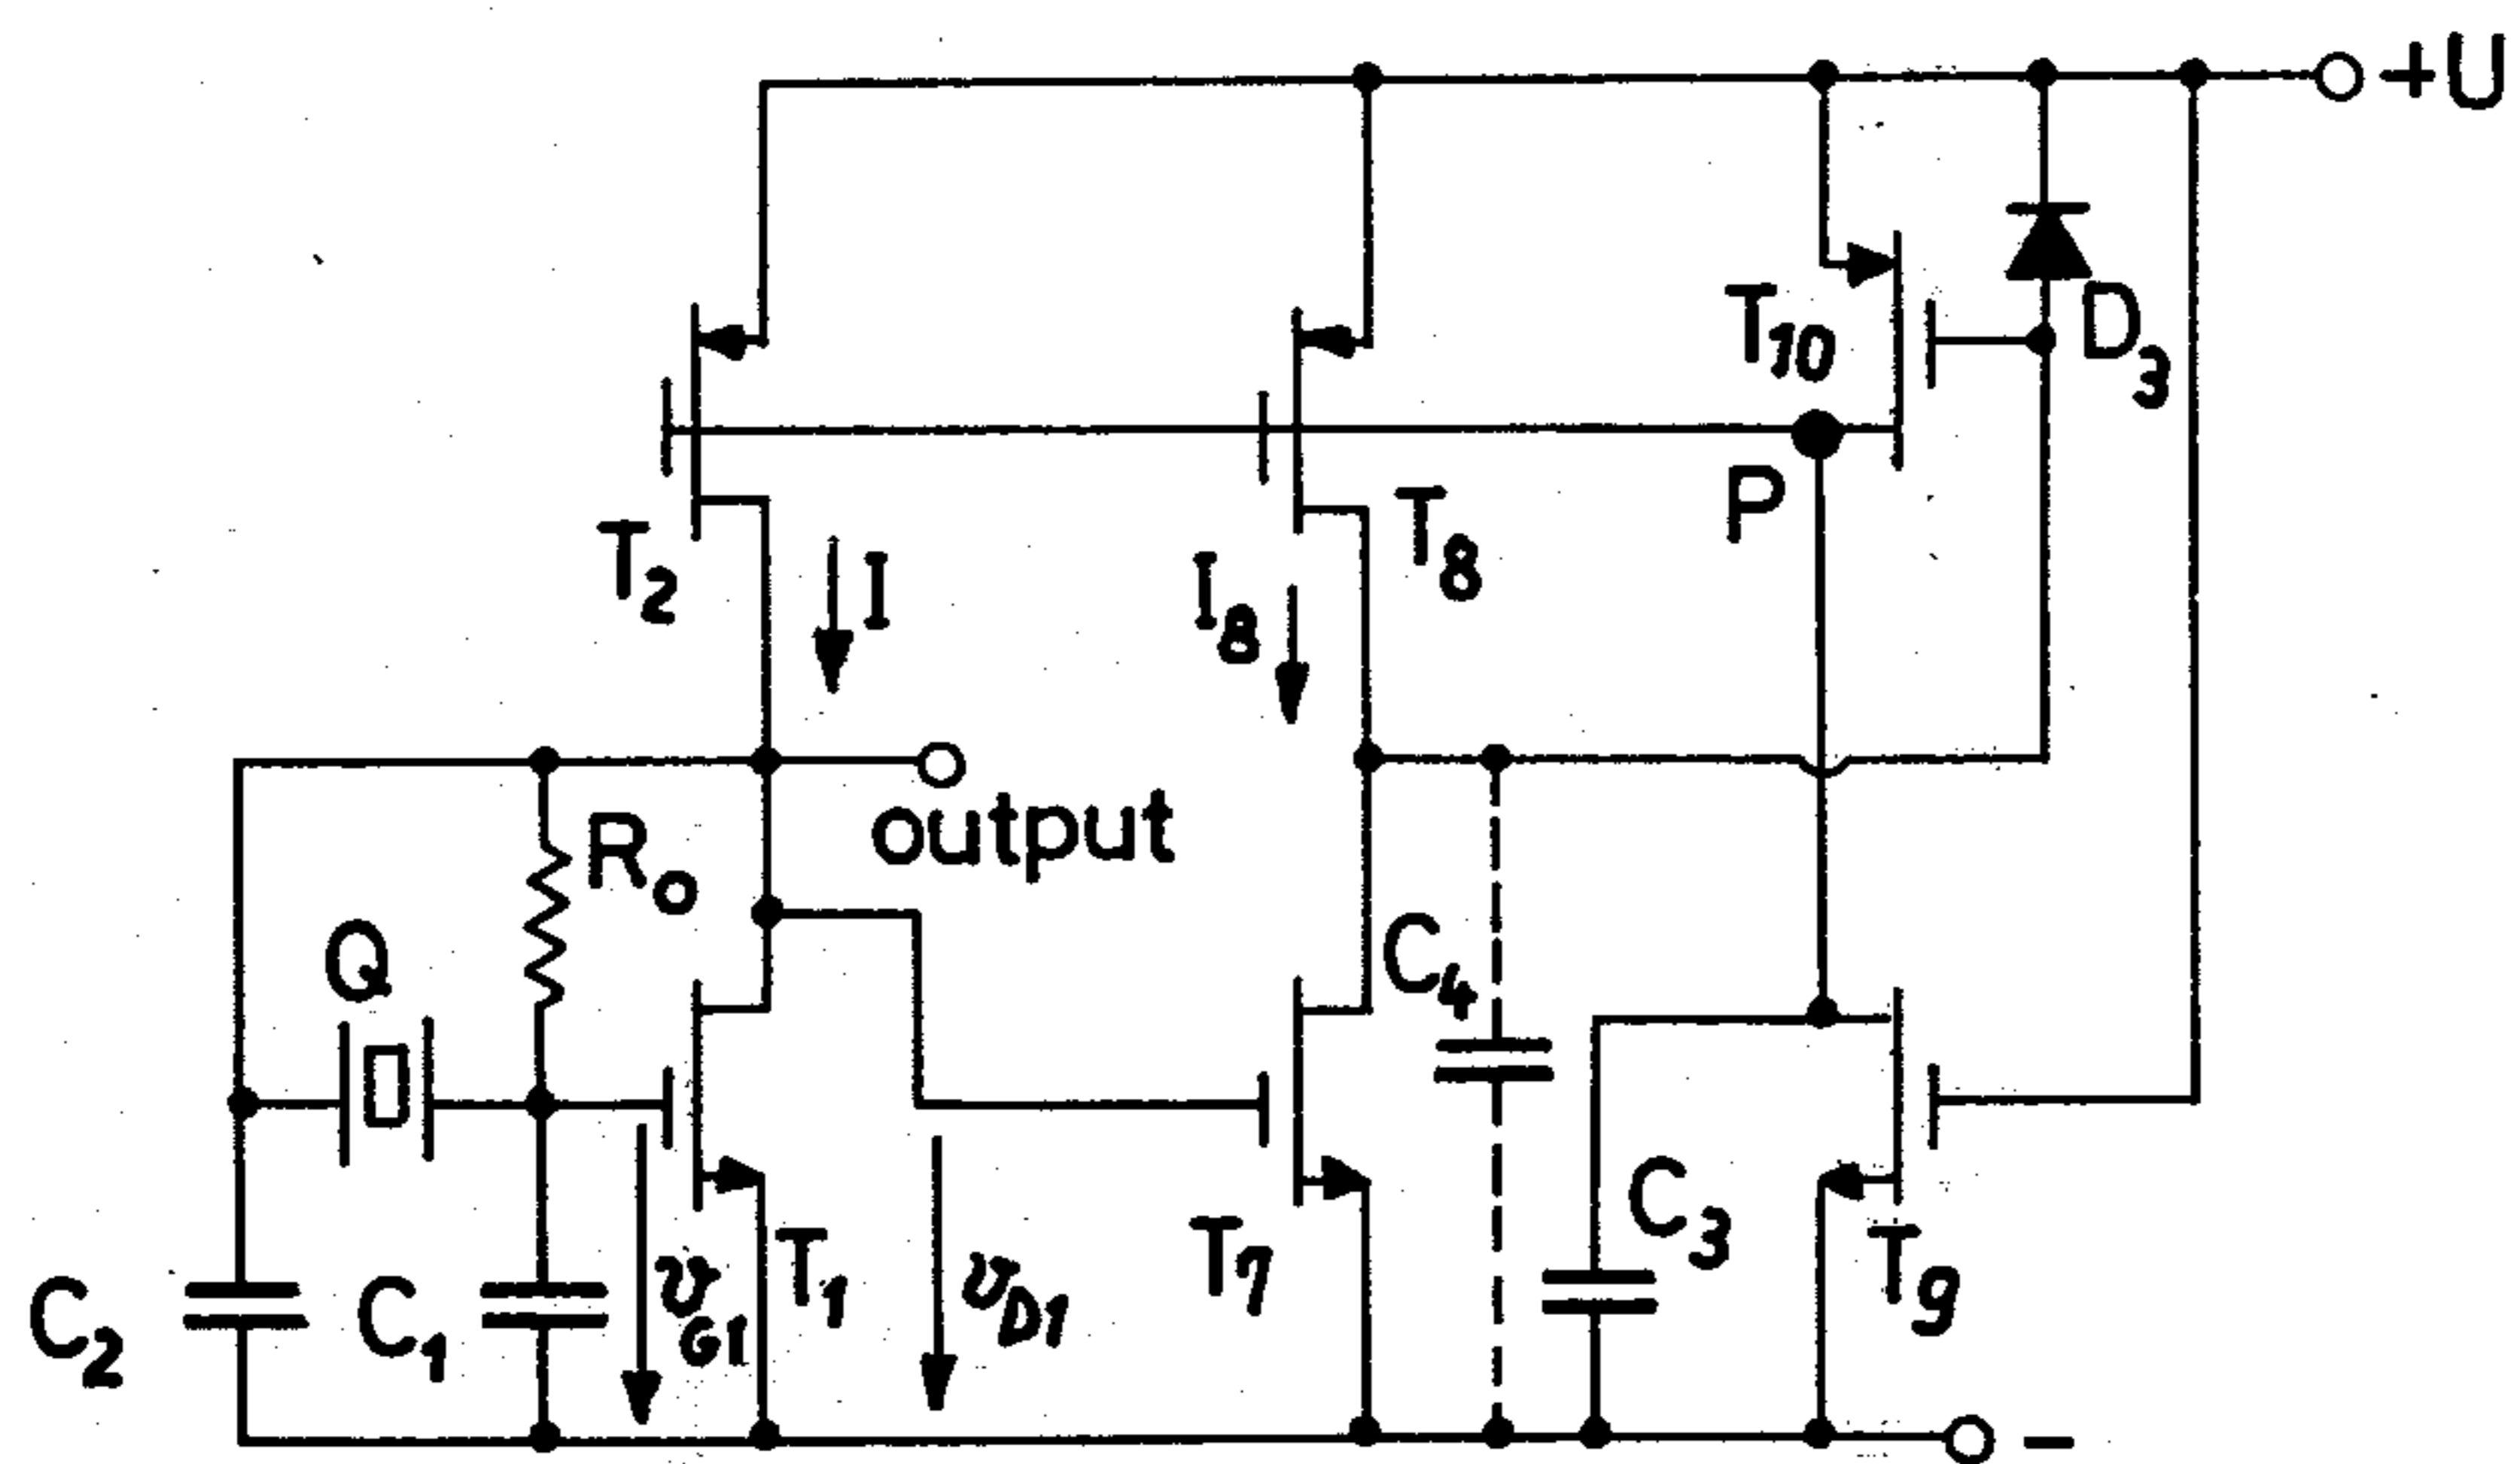 +U
T10
D3
P
T2
I
I8
T8
output
Ro
Q
C4
C3
T9
C2
C1
vG1
T1
vD1
T7
−